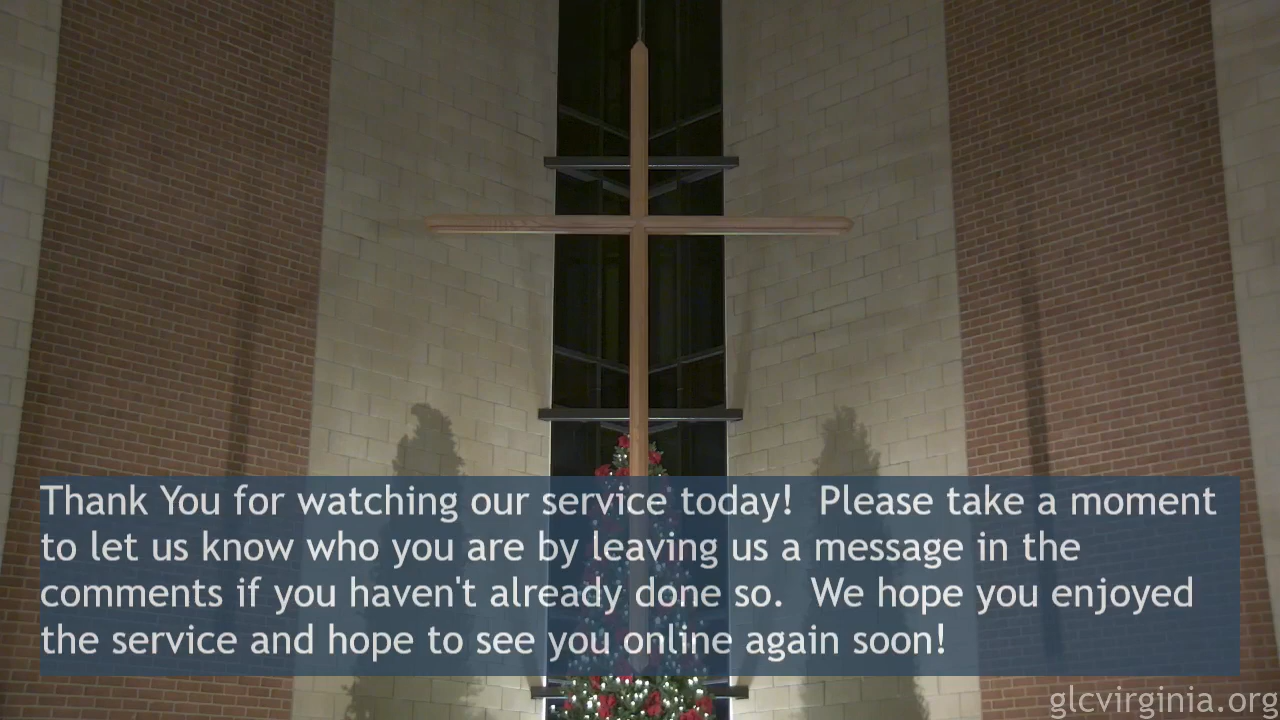 Thank You for watching our service today!  Please take a moment
to let us know who you are by leaving us a message in the
comments if you haven't already done so.  We hope you enjoyed
the service and hope to see you online again soon!
glcvirginia.org